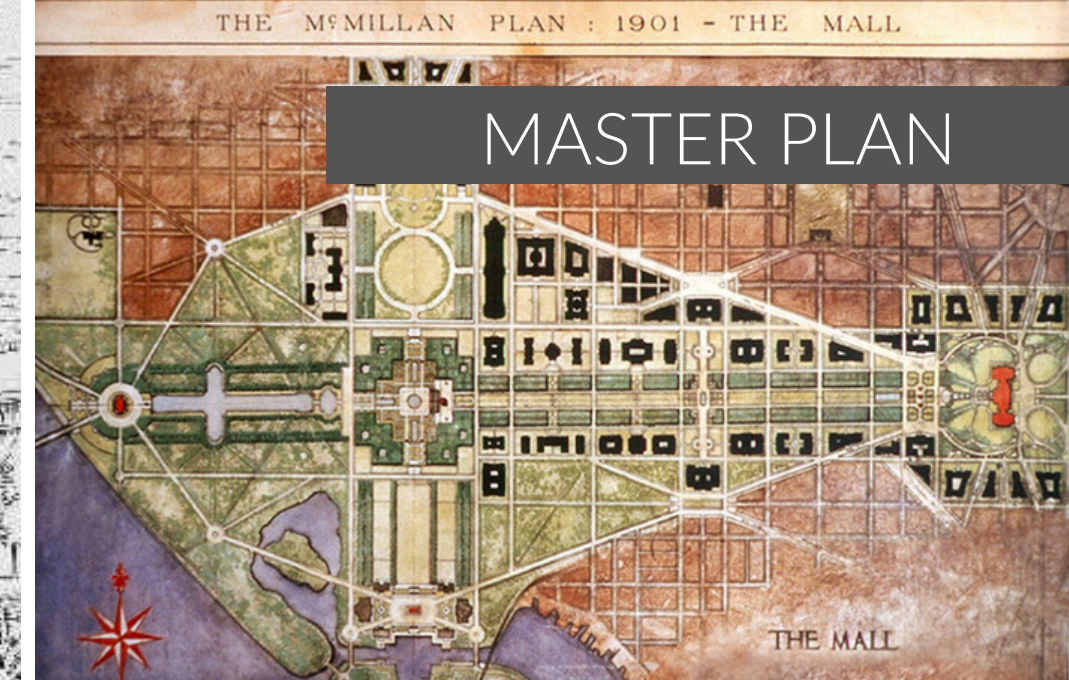 THE MCMILLAN PLAN : 1901 - THE MALL
MASTER PLAN
THE MALL